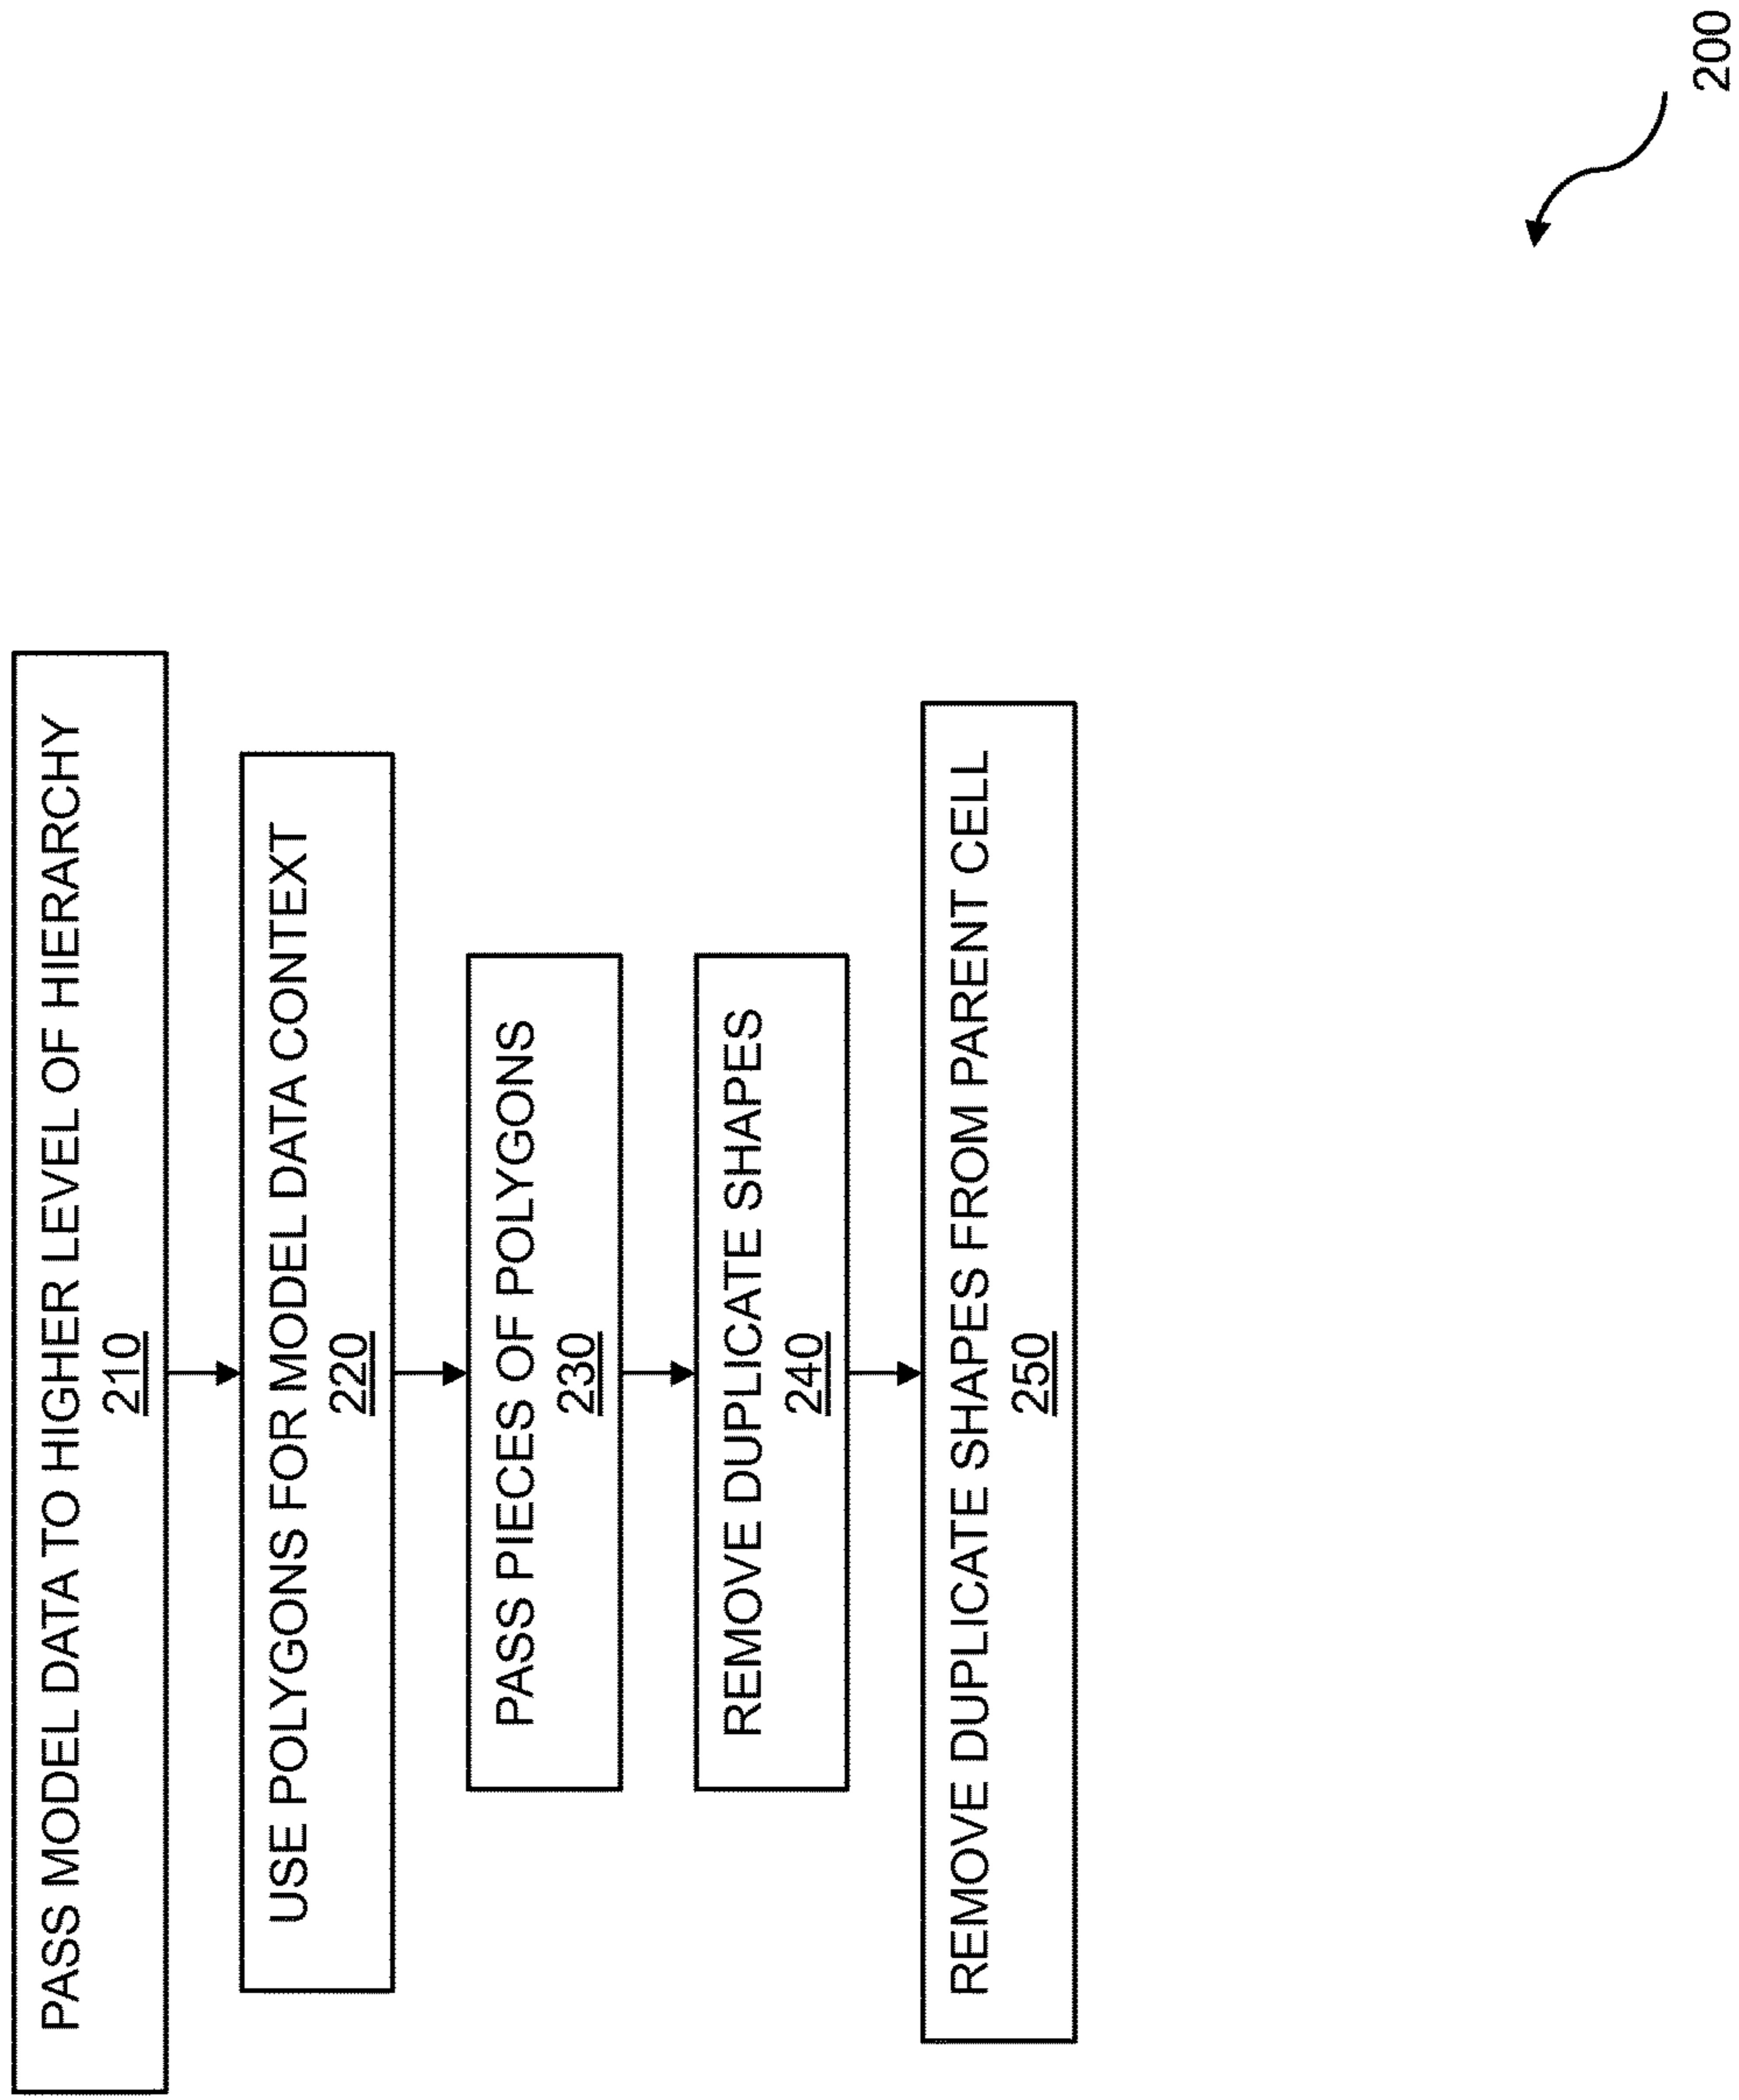 PASS MODEL DATA TO HIGHER LEVEL OF HIERARCHY
210
USE POLYGONS FOR MODEL DATA CONTEXT
220
PASS PIECES OF POLYGONS
230
REMOVE DUPLICATE SHAPES
240
REMOVE DUPLICATE SHAPES FROM PARENT CELL
250
200